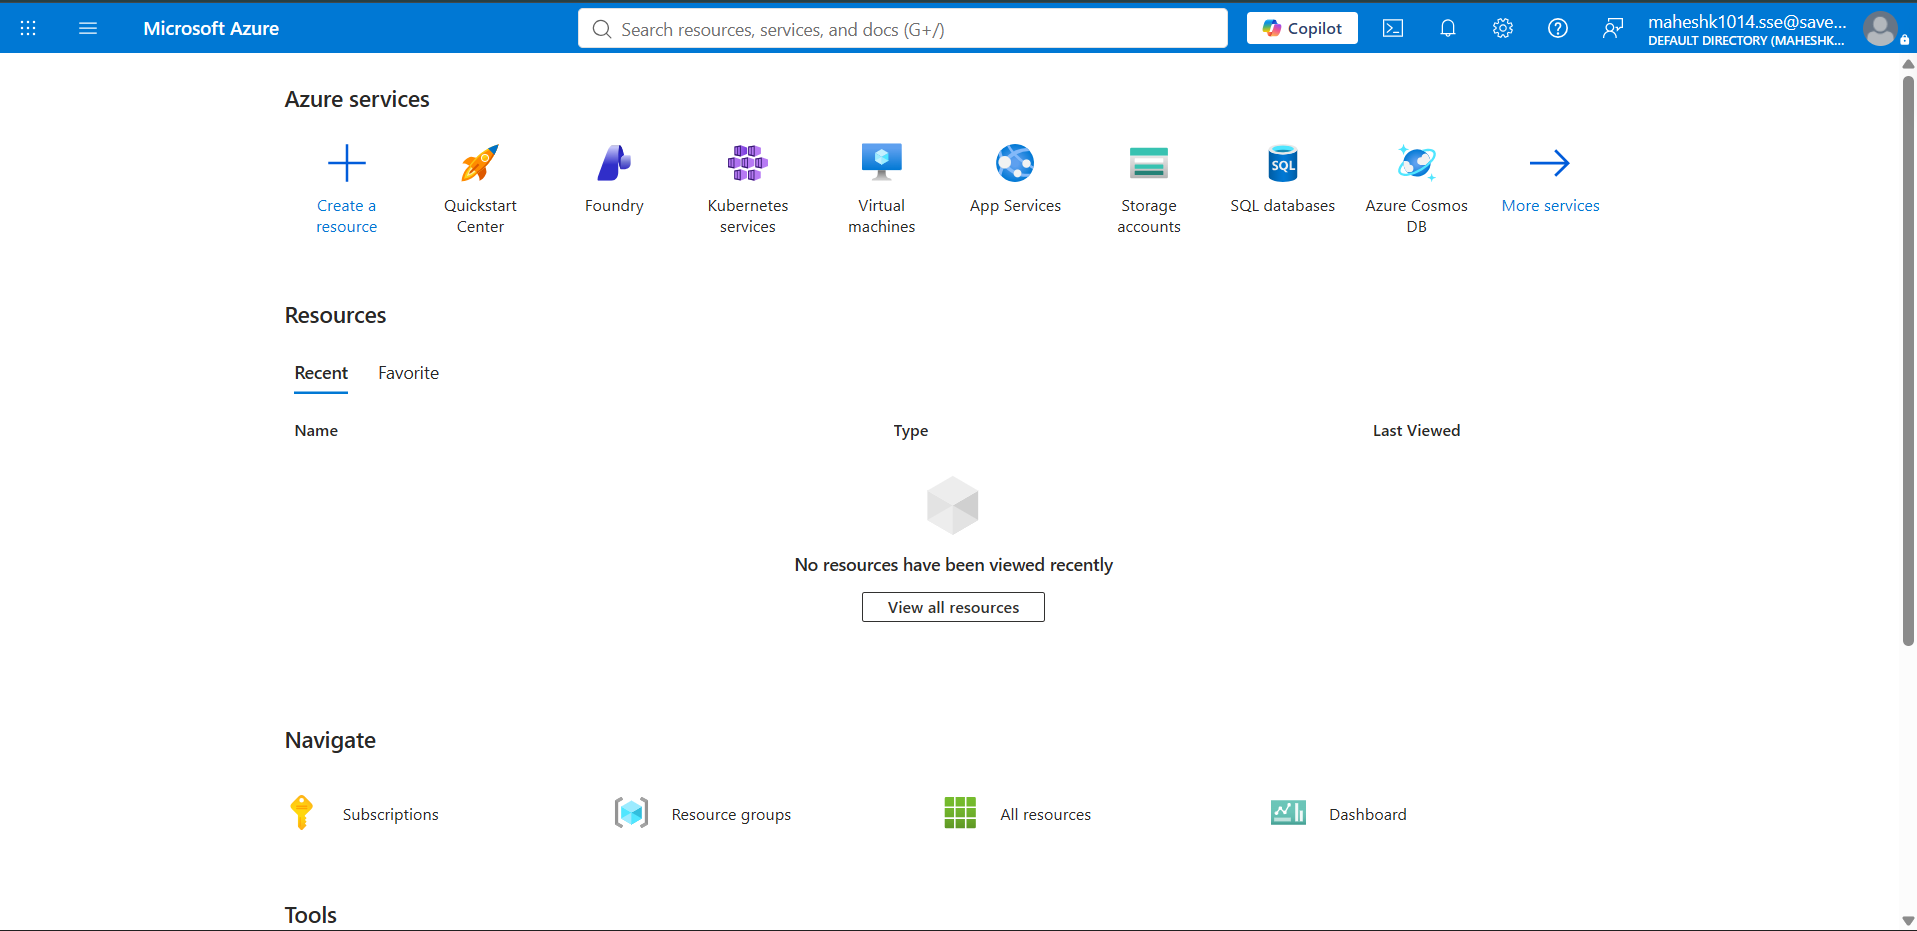 Microsoft Azure
Search resources, services, and docs (G+/)
Copilot
maheshk1014.sse@save...
DEFAULT DIRECTORY (MAHESHK...
Azure services
Create a resource
Quickstart Center
Foundry
Kubernetes services
Virtual machines
App Services
Storage accounts
SQL
SQL databases
Azure Cosmos DB
More services
Resources
Recent
Favorite
Name
Type
Last Viewed
No resources have been viewed recently
View all resources
Navigate
Subscriptions
Resource groups
All resources
Dashboard
Tools